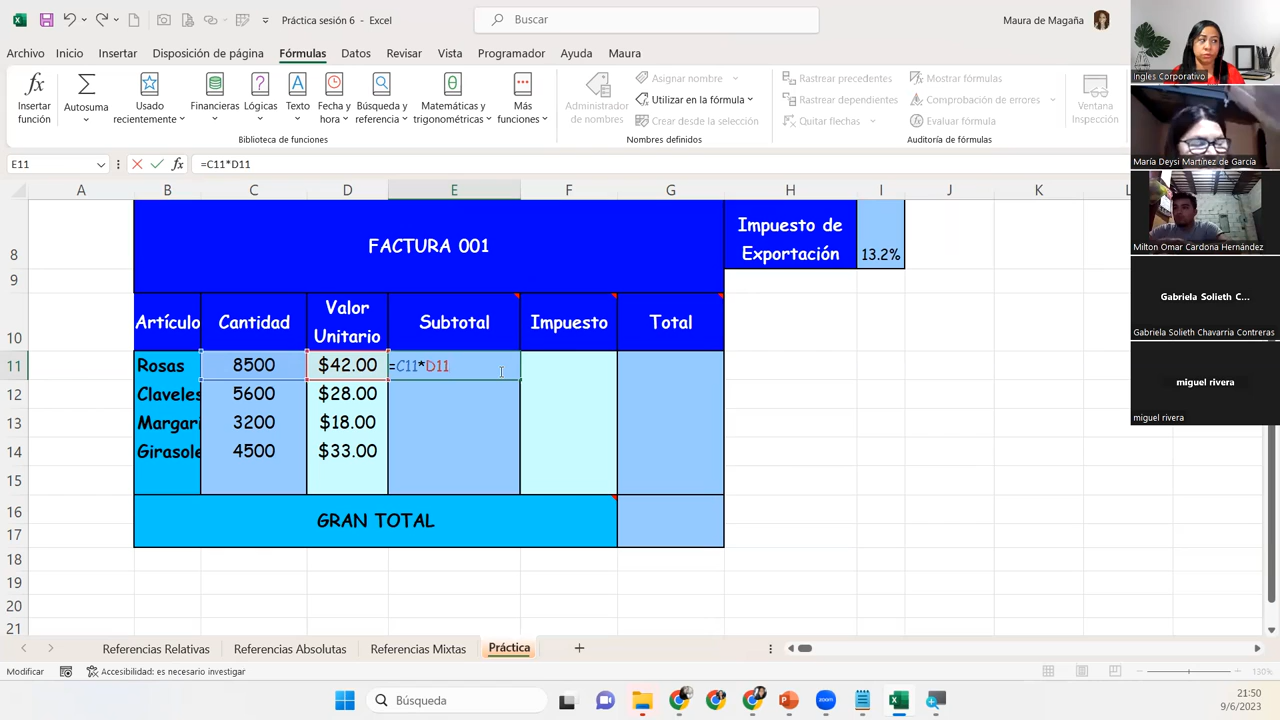 Práctica sesión 6 - Excel
Buscar
Maura de Magaña
Archivo Inicio Insertar Disposición de página Fórmulas Datos Revisar Vista Programador Ayuda Maura
Insertar función
Autosuma
Usado recientemente
Financieras
Lógicas
Texto
Fecha y hora
Búsqueda y referencia
Matemáticas y trigonométricas
Más funciones
Biblioteca de funciones
Administrador de nombres
Asignar nombre
Utilizar en la fórmula
Crear desde la selección
Nombres definidos
Rastrear precedentes
Rastrear dependientes
Quitar flechas
Mostrar fórmulas
Comprobación de errores
Evaluar fórmula
Auditoría de fórmulas
Ventana Inspección
E11 fx =C11*D11
A B C D E F G H I J K L
8 FACTURA 001 Impuesto de Exportación 13.2%
9
10 Artículo Cantidad Valor Unitario Subtotal Impuesto Total
11 Rosas 8500 $42.00 =C11*D11
12 Claveles 5600 $28.00
13 Margari 3200 $18.00
14 Girasole 4500 $33.00
15
16 GRAN TOTAL
17
18
19
20
21
Referencias Relativas Referencias Absolutas Referencias Mixtas Práctica
Modificar Accesibilidad: es necesario investigar 130%
Búsqueda
21:50
9/6/2023
Ingles Corporativo
María Deysi Martínez de García
Milton Omar Cardona Hernández
Gabriela Solieth C...
Gabriela Solieth Chavarria Contreras
miguel rivera
miguel rivera